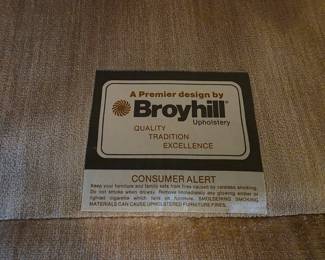 A Premier design by
Broyhill®
Upholstery
QUALITY
TRADITION
EXCELLENCE
CONSUMER ALERT
Keep your furniture and family safe from fires caused by careless smoking.
Do not smoke when drowsy. Remove immediately any glowing ember or
lighted cigarette which falls on furniture. SMOLDERING SMOKING
MATERIALS CAN CAUSE UPHOLSTERED FURNITURE FIRES.